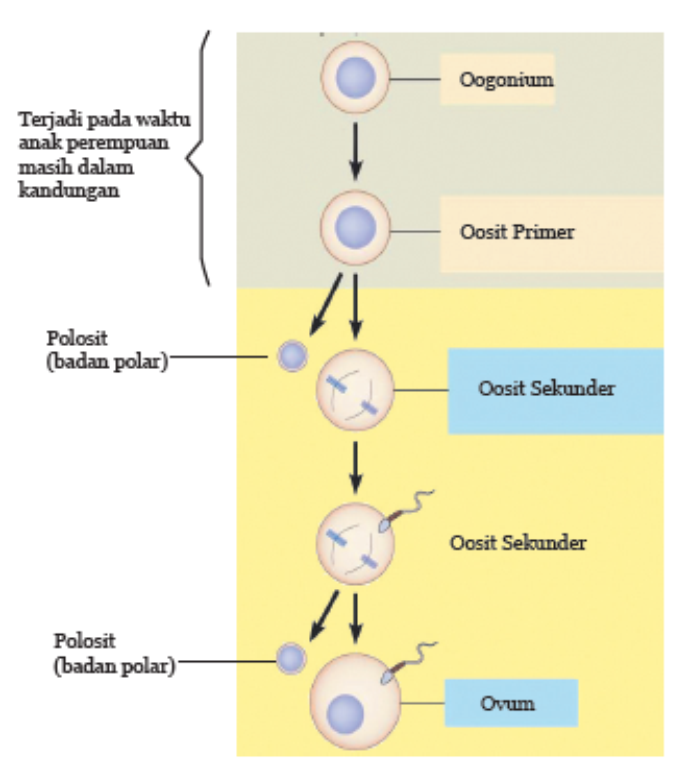 Oogonium
Terjadi pada waktu
anak perempuan
masih dalam
kandungan
Oosit Primer
Polosit
(badan polar)
Oosit Sekunder
Oosit Sekunder
Polosit
(badan polar)
Ovum